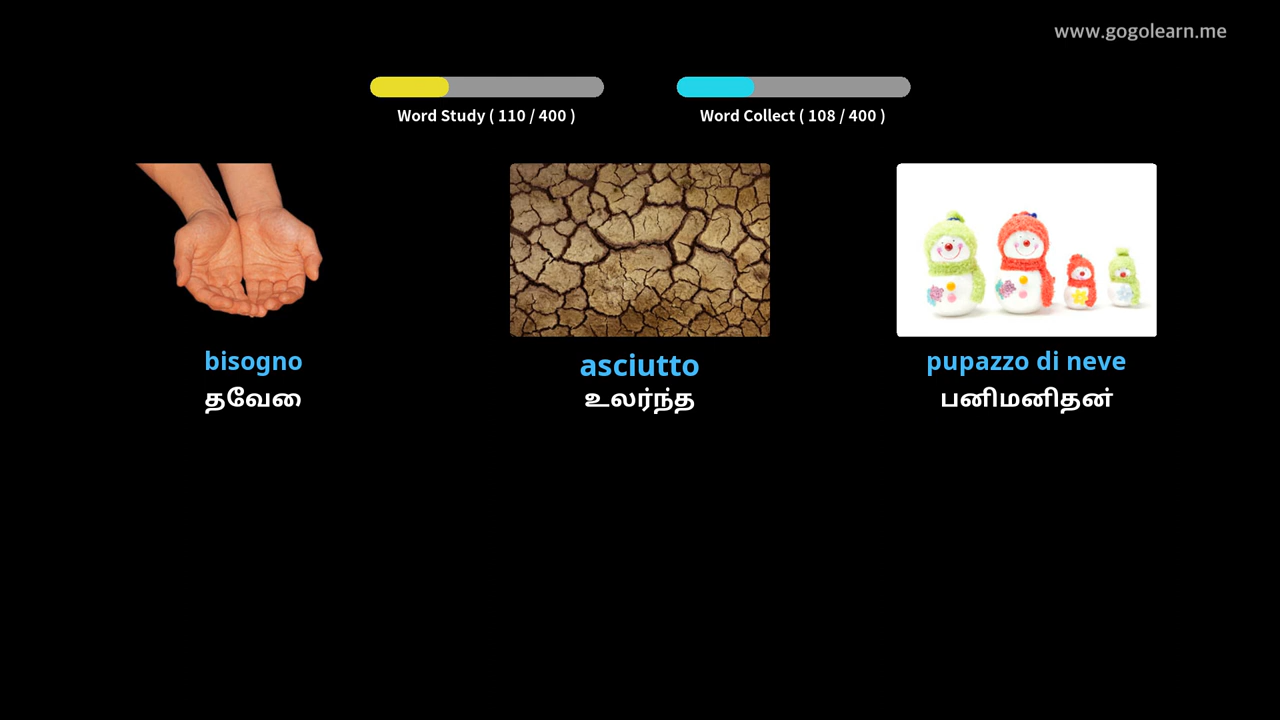 www.gogolearn.me
Word Study ( 110 / 400 )
Word Collect ( 108 / 400 )
bisogno
asciutto
pupazzo di neve
தேவை
உலர்ந்த
பனிமனிதன்